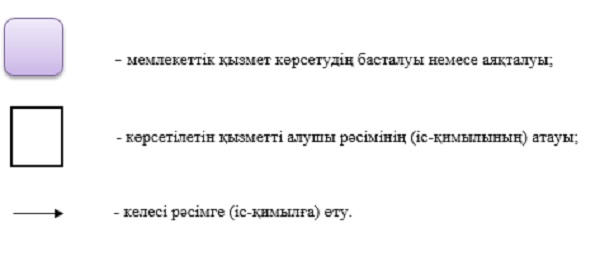 – мемлекеттік қызмет көрсетудің басталуы немесе аяқталуы;
- көрсетілетін қызметті алушы рәсімінің (іс-қимылының) атауы;
- келесі рәсімге (іс-қимылға) өту.